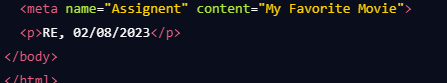 <meta name="Assignent" content="My Favorite Movie">
<p>RE, 02/08/2023</p>
</body>
</html>